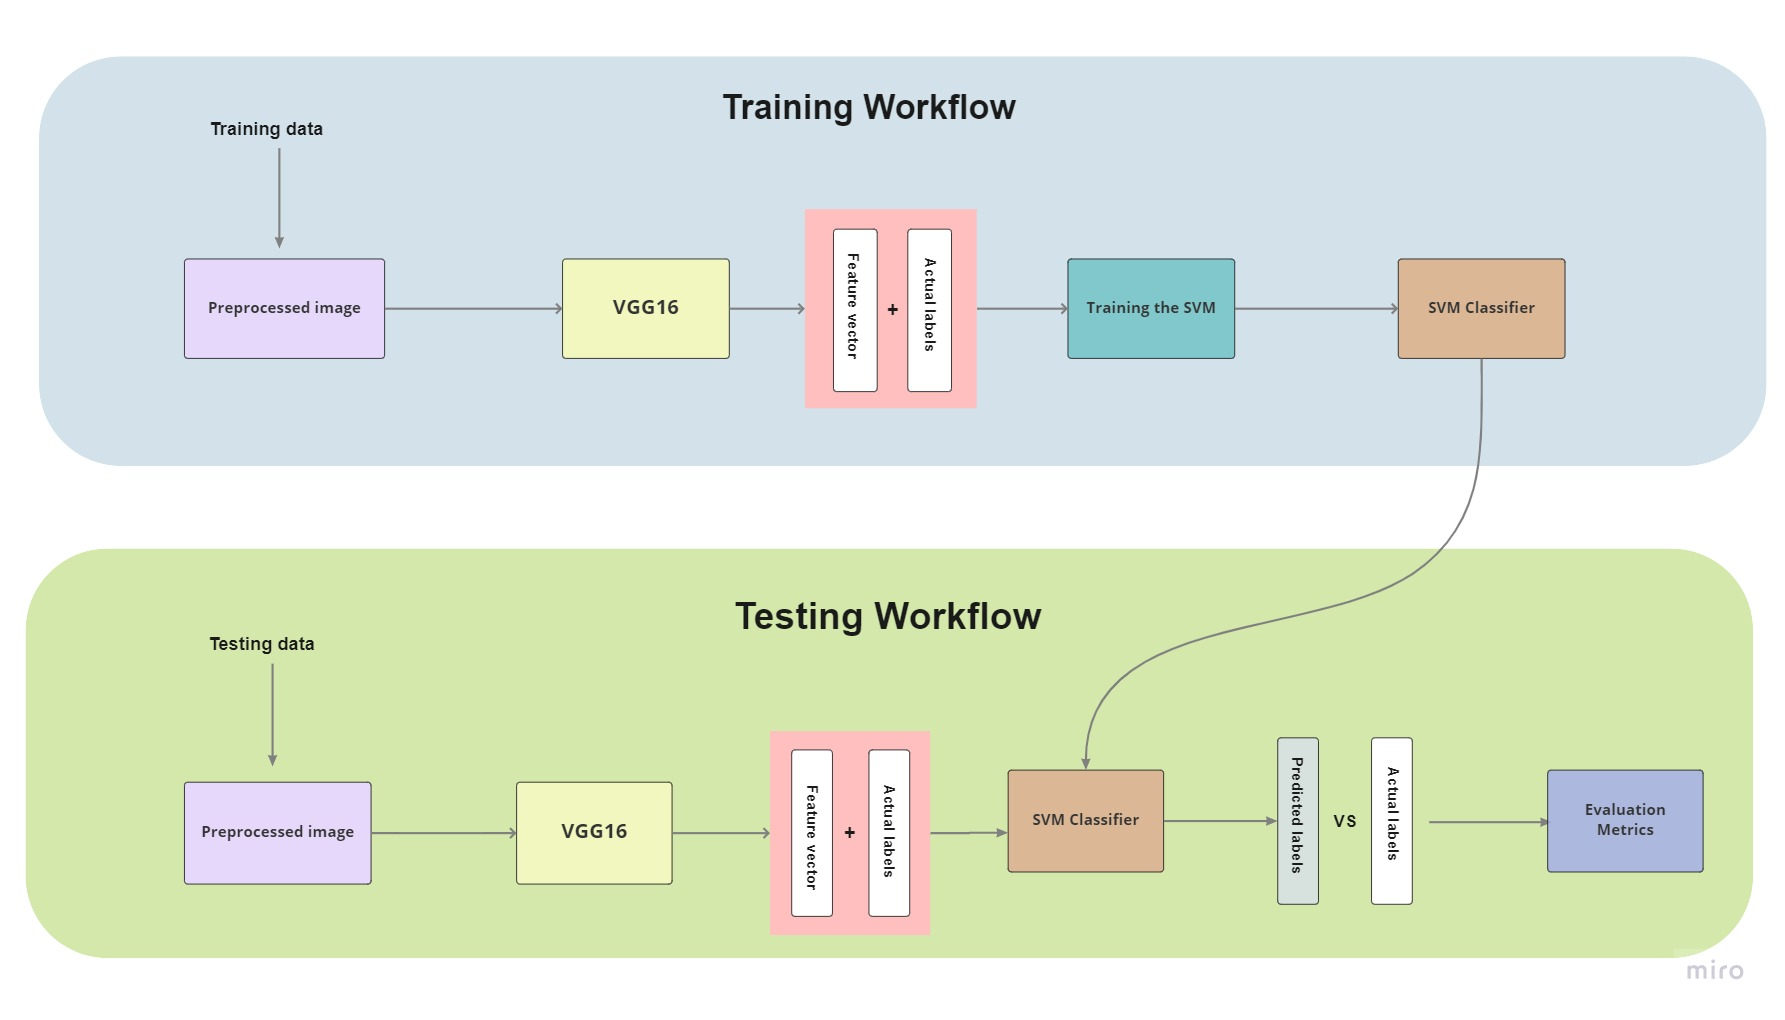 Training Workflow
Training data
Preprocessed image
VGG16
Feature vector
+
Actual labels
Training the SVM
SVM Classifier
Testing Workflow
Testing data
Preprocessed image
VGG16
Feature vector
+
Actual labels
SVM Classifier
Predicted labels
VS
Actual labels
Evaluation
Metrics
miro